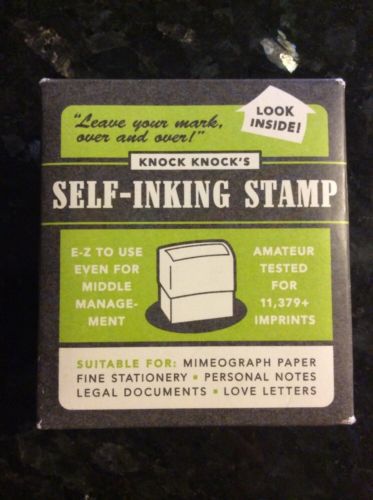 "Leave your mark,
over and over!"
LOOK
INSIDE!
KNOCK KNOCK'S
SELF-INKING STAMP
E-Z TO USE
EVEN FOR
MIDDLE
MANAGE-
MENT
AMATEUR
TESTED
FOR
11,379+
IMPRINTS
SUITABLE FOR: MIMEOGRAPH PAPER
FINE STATIONERY • PERSONAL NOTES
LEGAL DOCUMENTS • LOVE LETTERS